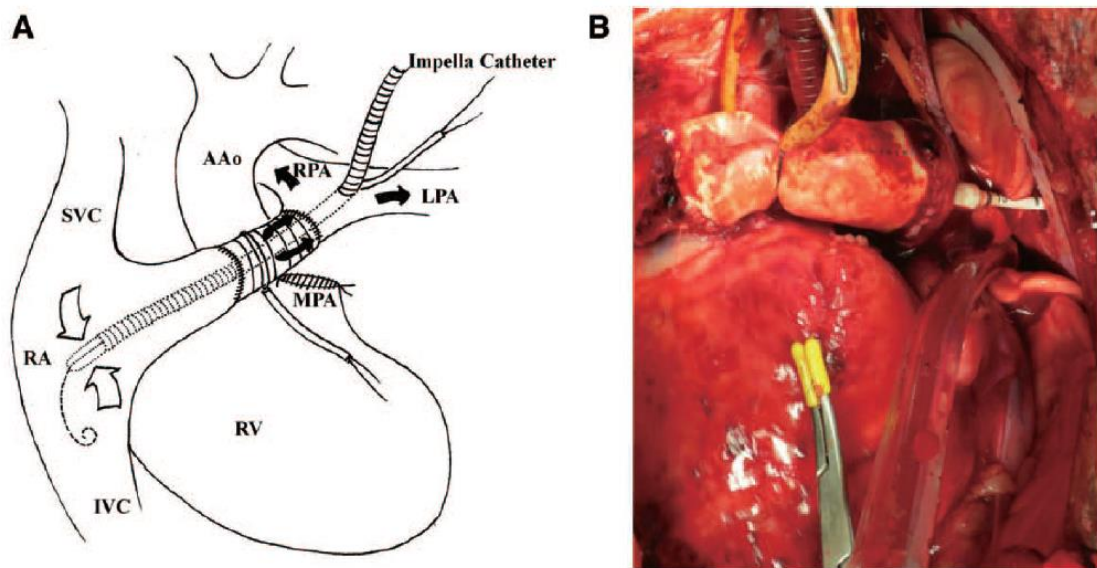 A
B
Impella Catheter
AAo
RPA
LPA
SVC
MPA
RA
RV
IVC